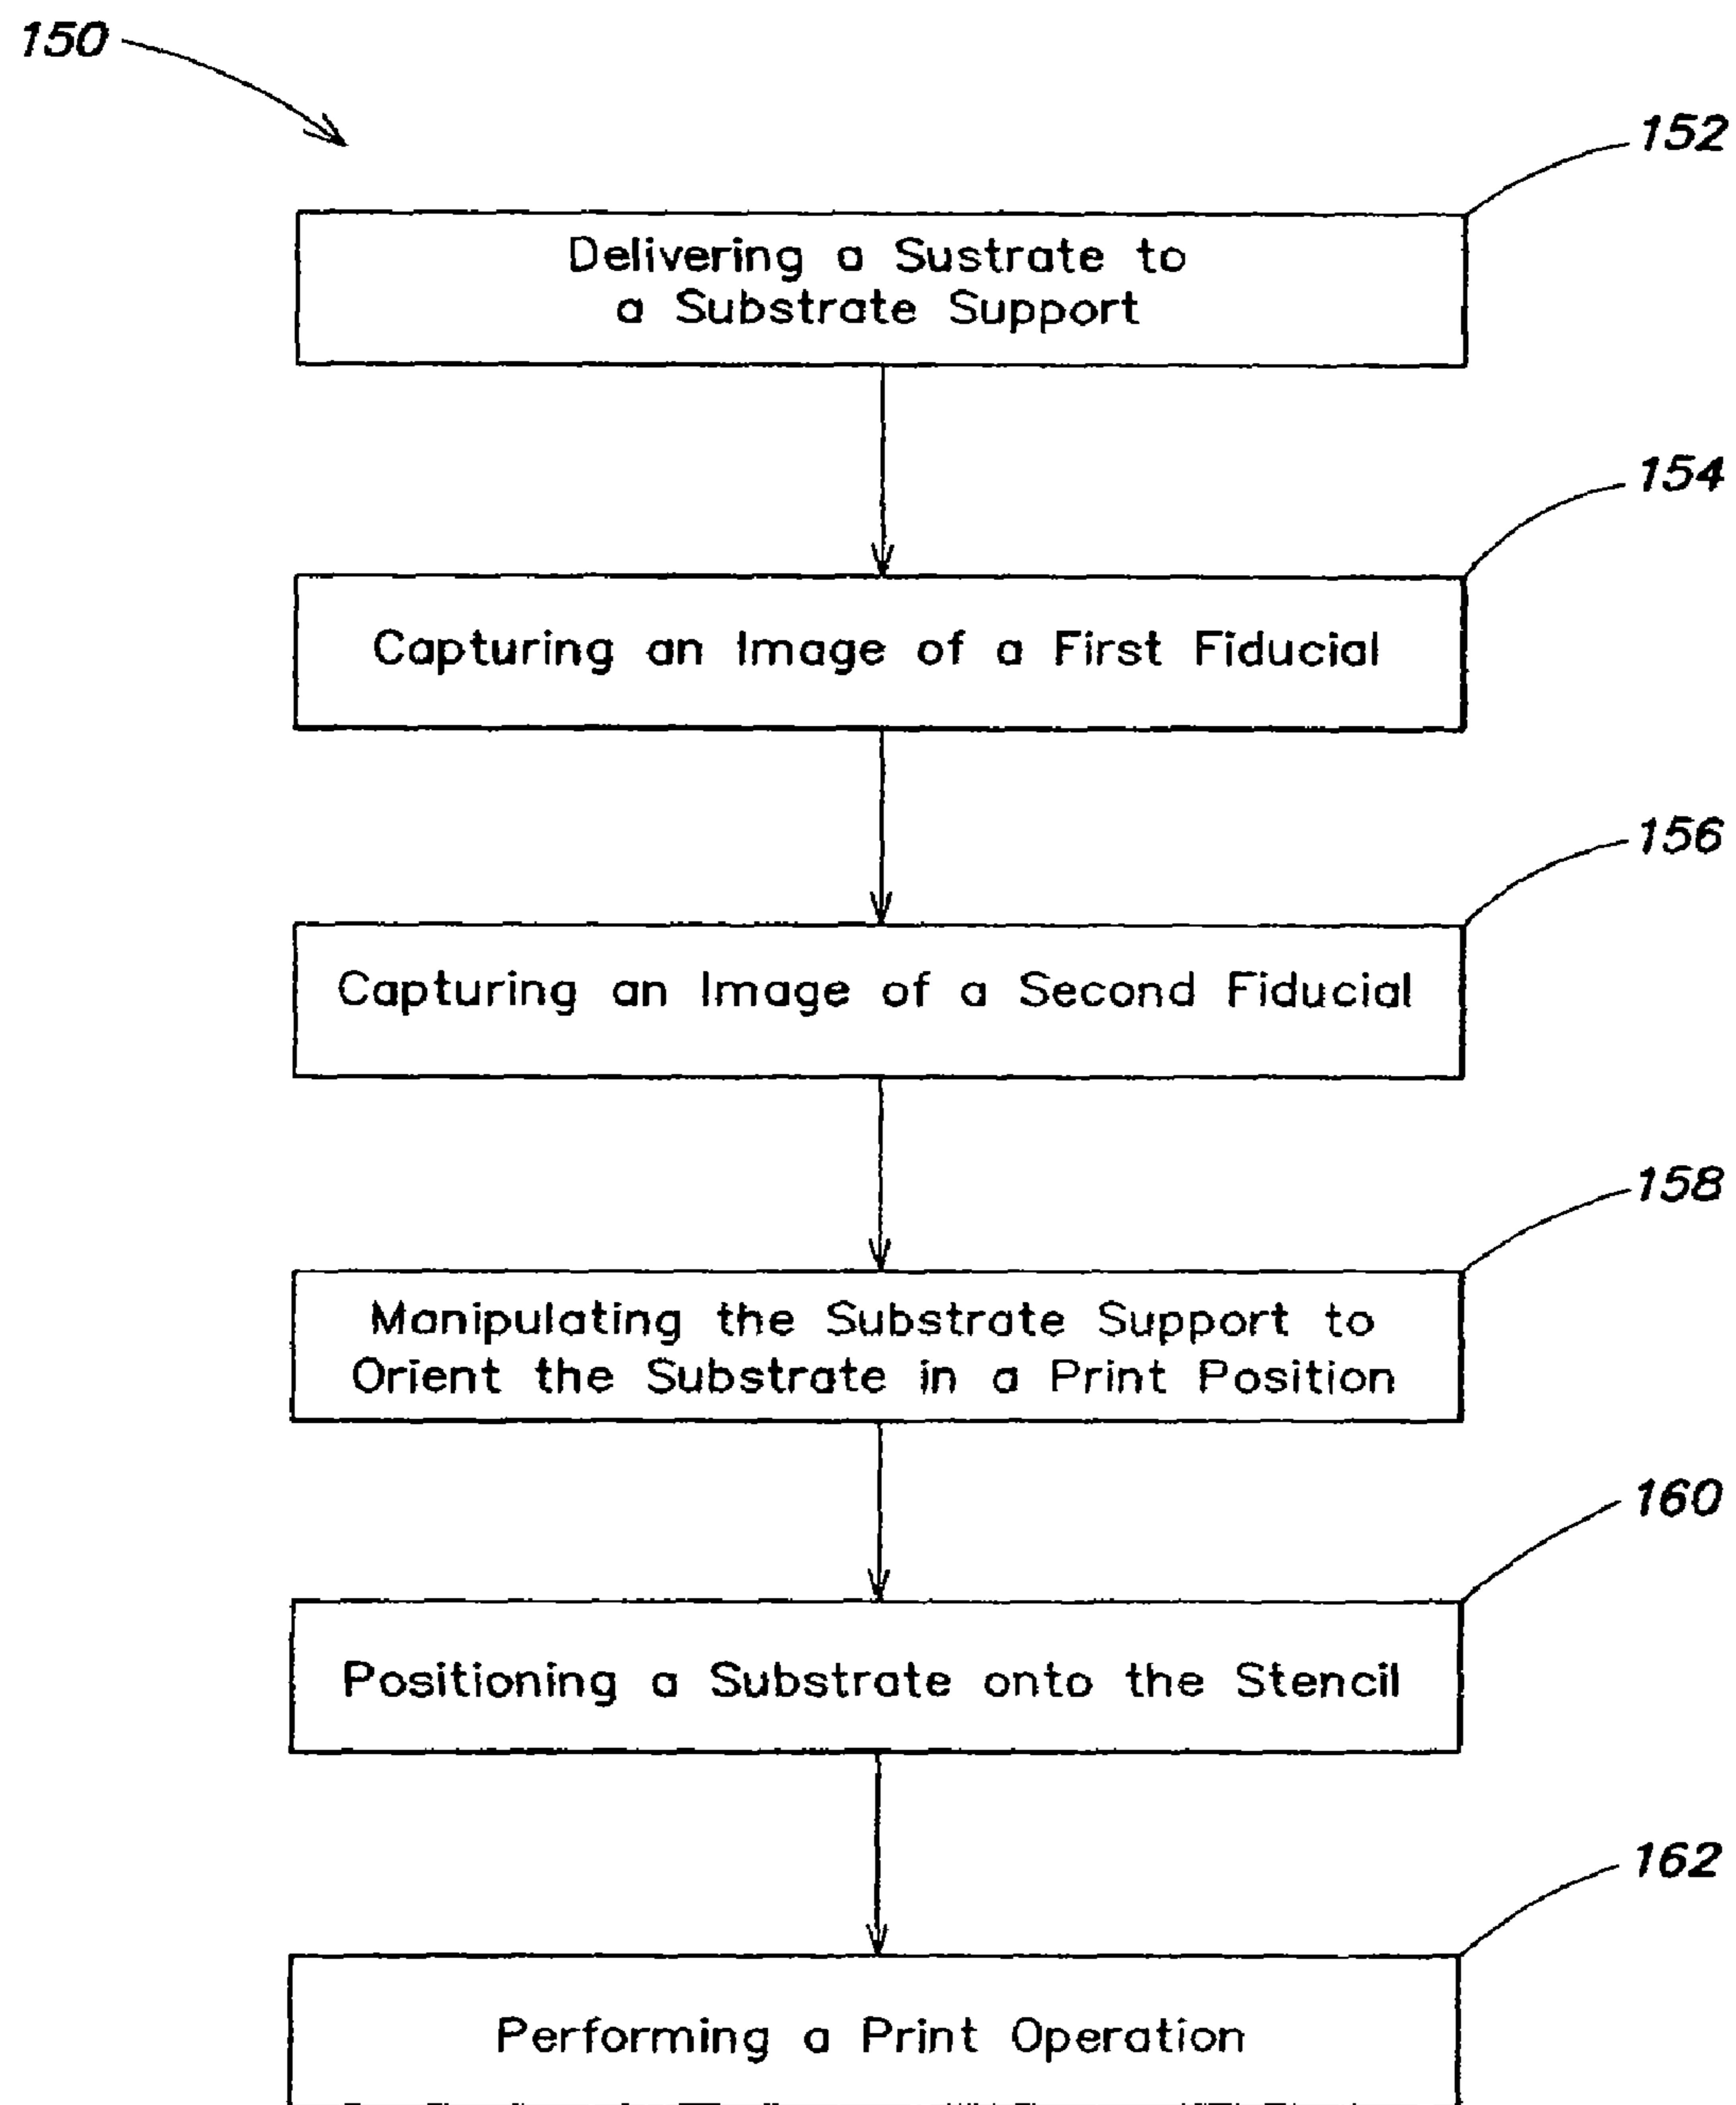 150
152
Delivering a Sustrate to
a Substrate Support
154
Capturing an Image of a First Fiducial
156
Capturing an Image of a Second Fiducial
158
Manipulating the Substrate Support to
Orient the Substrate in a Print Position
160
Positioning a Substrate onto the Stencil
162
Performing a Print Operation